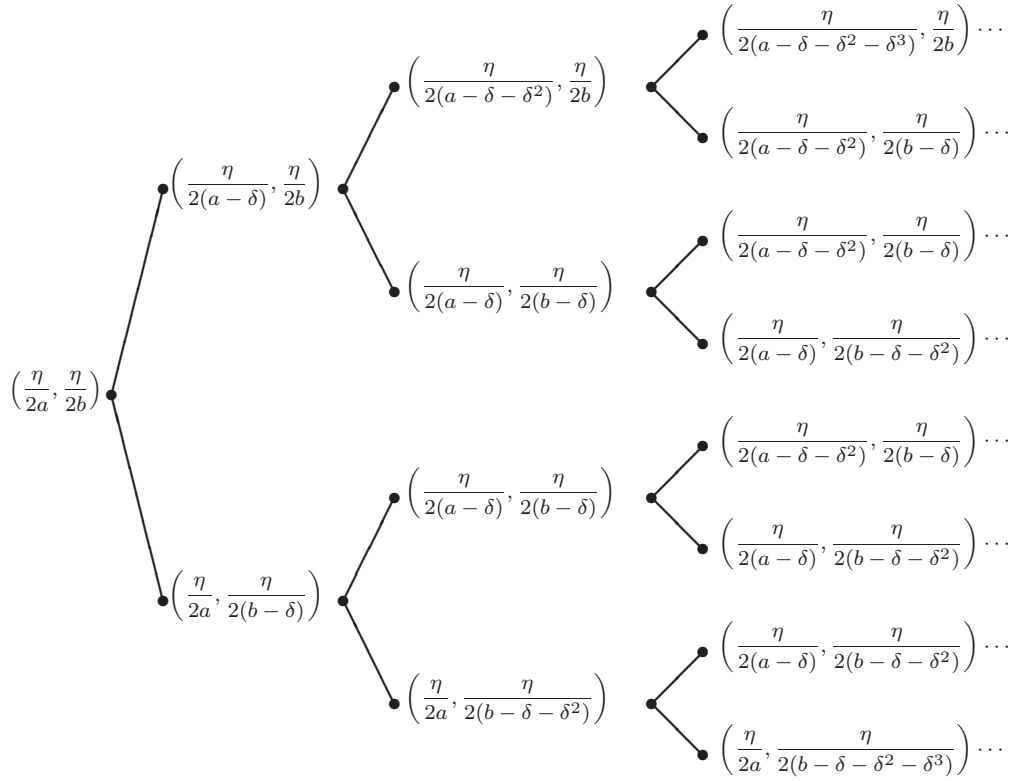 (η/2a, η/2b)
(η/2(a − δ), η/2b)
(η/2a, η/2(b − δ))
(η/2(a − δ − δ²), η/2b)
(η/2(a − δ), η/2(b − δ))
(η/2(a − δ), η/2(b − δ))
(η/2a, η/2(b − δ − δ²))
(η/2(a − δ − δ² − δ³), η/2b) ···
(η/2(a − δ − δ²), η/2(b − δ)) ···
(η/2(a − δ − δ²), η/2(b − δ)) ···
(η/2(a − δ), η/2(b − δ − δ²)) ···
(η/2(a − δ − δ²), η/2(b − δ)) ···
(η/2(a − δ), η/2(b − δ − δ²)) ···
(η/2(a − δ), η/2(b − δ − δ²)) ···
(η/2a, η/2(b − δ − δ² − δ³)) ···